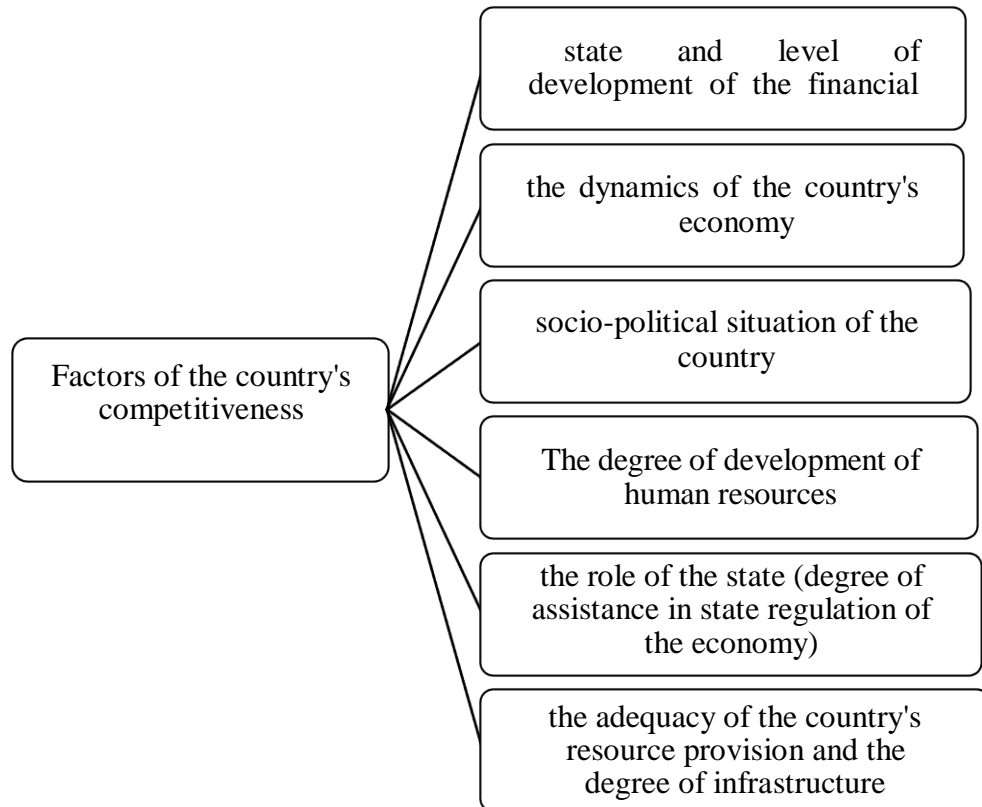 Factors of the country's
competitiveness
state and level of
development of the financial
the dynamics of the country's
economy
socio-political situation of the
country
The degree of development of
human resources
the role of the state (degree of
assistance in state regulation of
the economy)
the adequacy of the country's
resource provision and the
degree of infrastructure